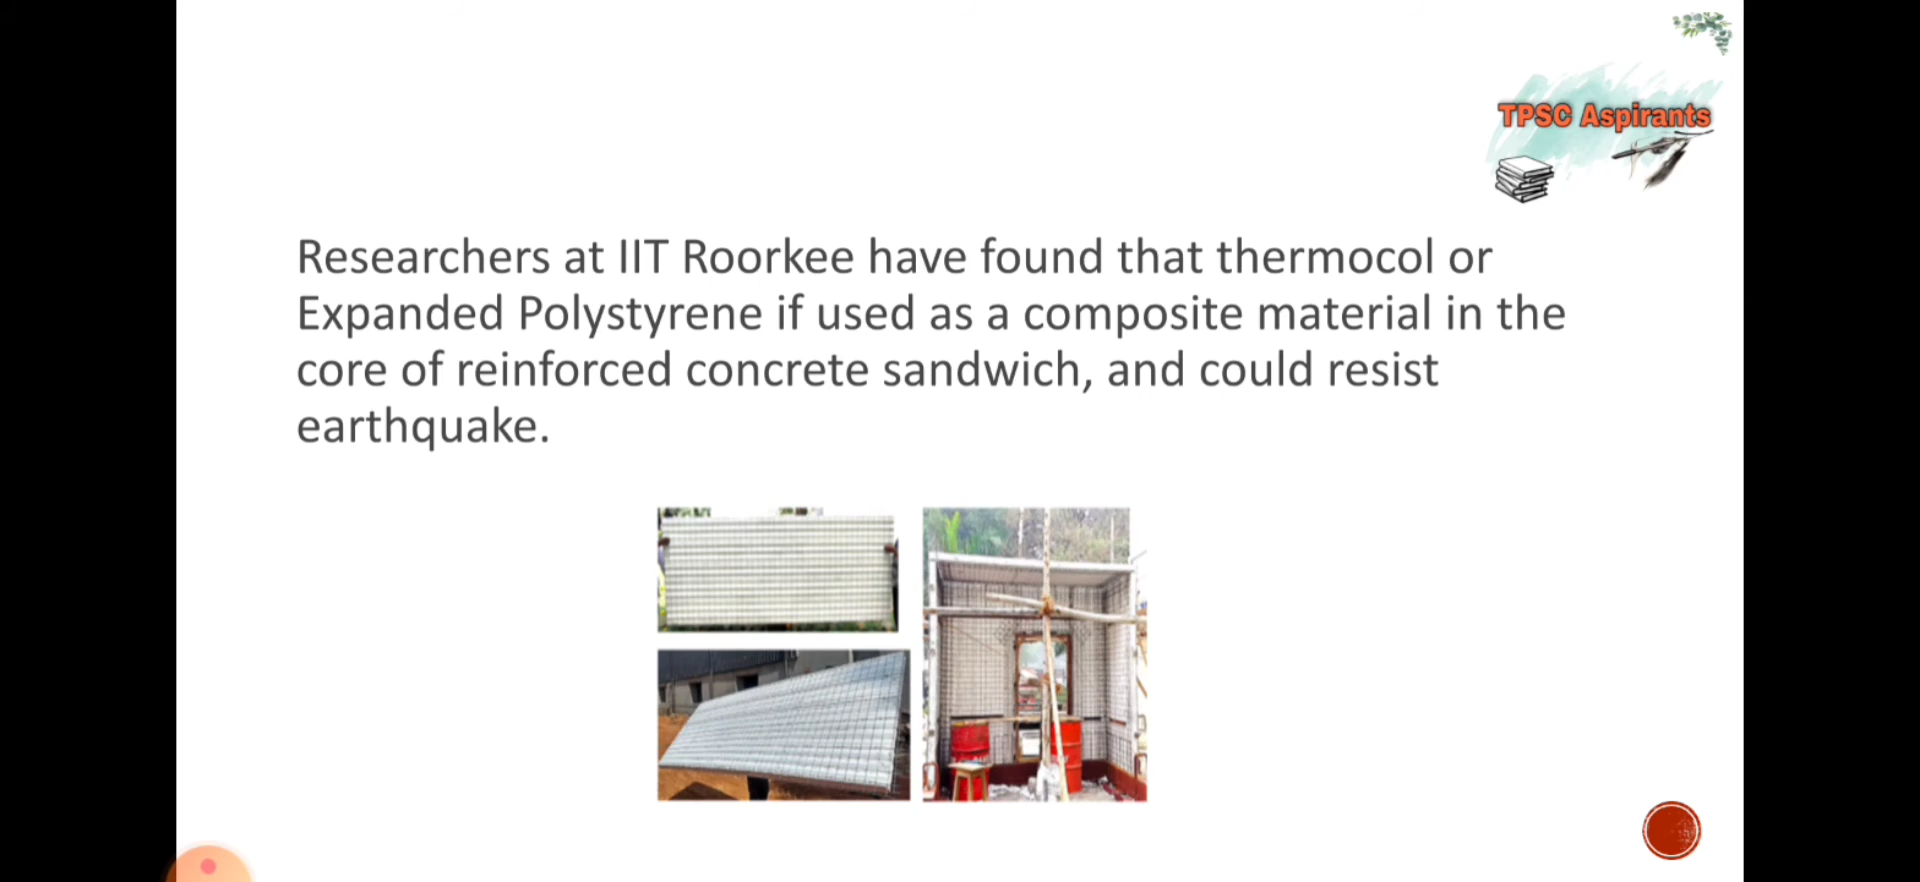 TPSC Aspirants
Researchers at IIT Roorkee have found that thermocol or
Expanded Polystyrene if used as a composite material in the
core of reinforced concrete sandwich, and could resist
earthquake.